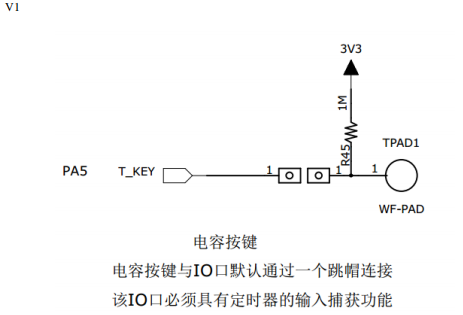 V1
3V3
1M
R45
TPAD1
PA5
T_KEY
1
1
1
WF-PAD
电容按键
电容按键与IO口默认通过一个跳帽连接
该IO口必须具有定时器的输入捕获功能